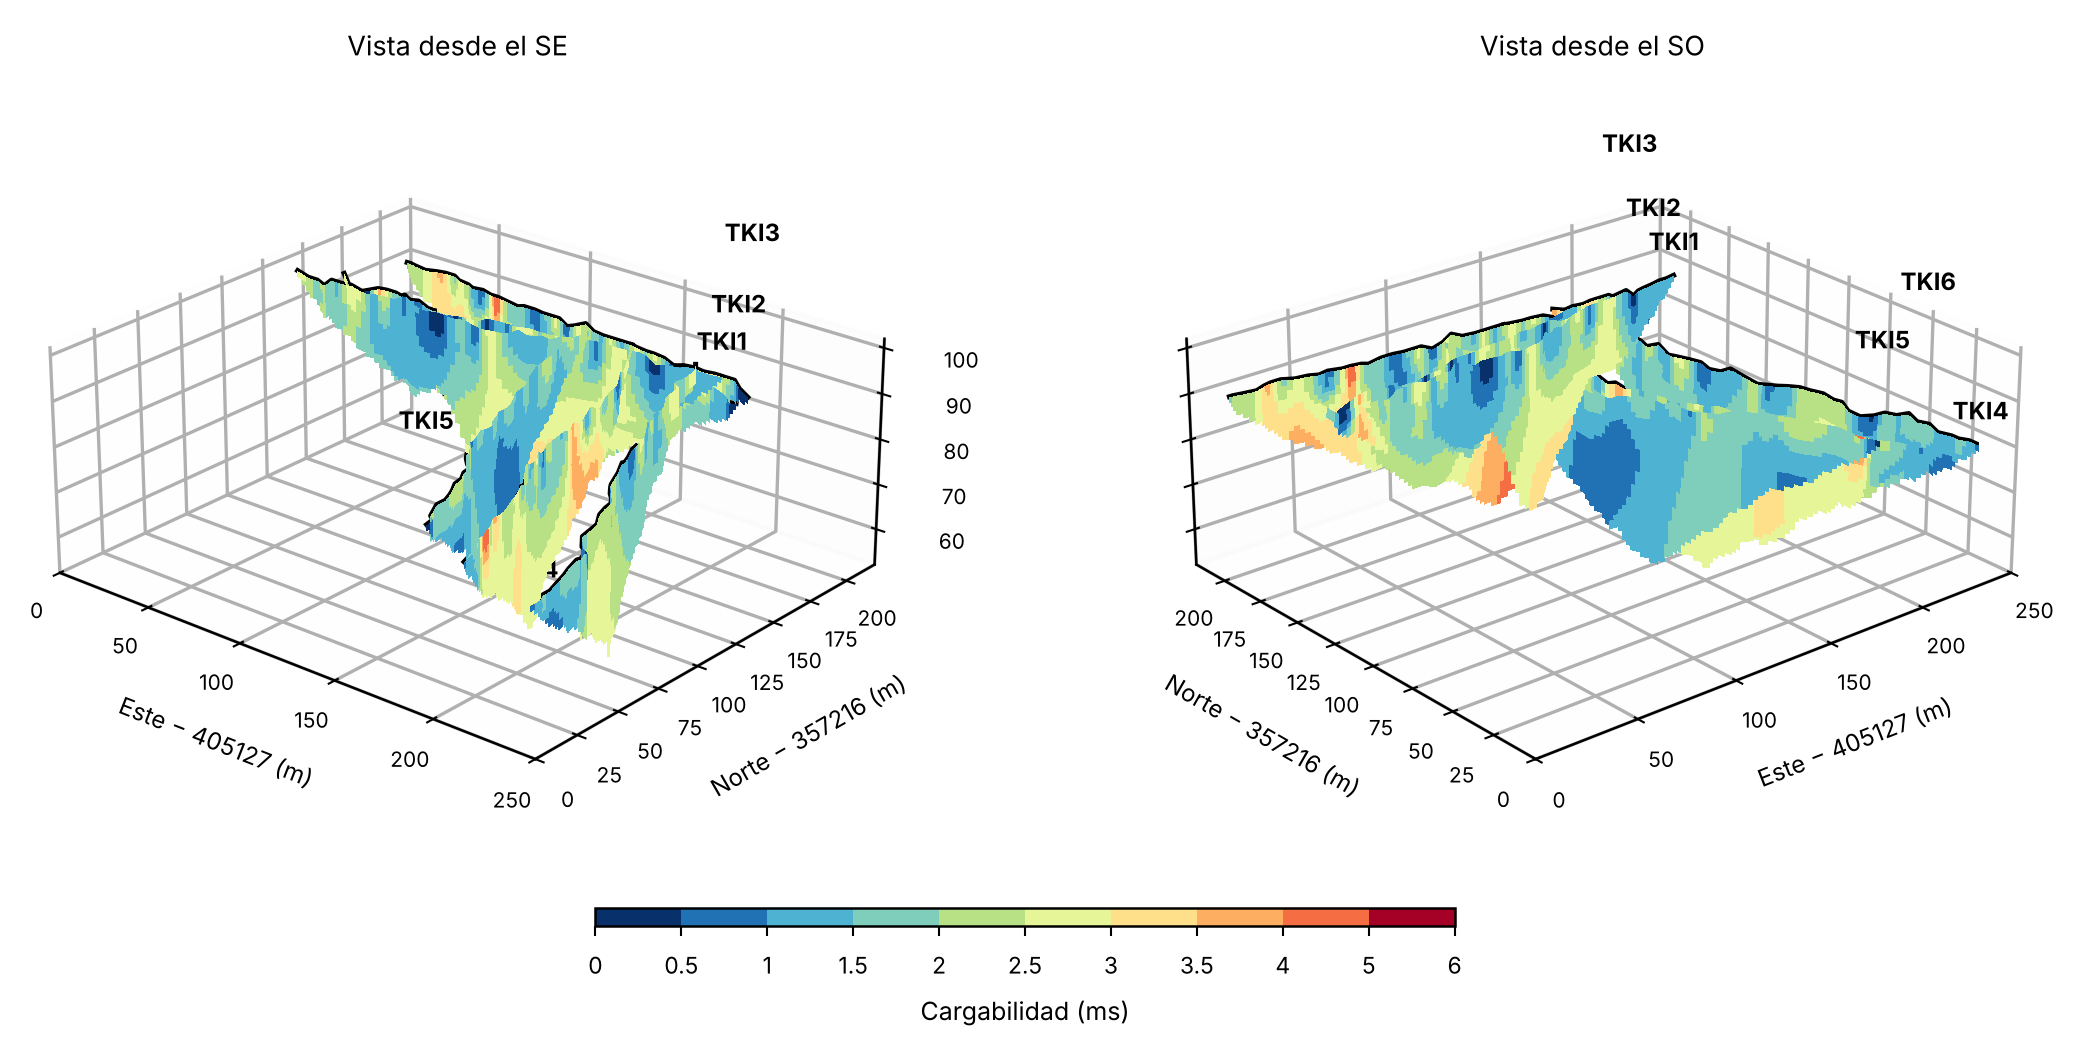 Vista desde el SE
Vista desde el SO
TKI3
TKI2
TKI1
TKI5
100
90
80
70
60
0
50
100
150
200
250
Este − 405127 (m)
0
25
50
75
100
125
150
175
200
Norte − 357216 (m)
TKI3
TKI2
TKI1
TKI6
TKI5
TKI4
200
175
150
125
100
75
50
25
0
Norte − 357216 (m)
0
50
100
150
200
250
Este − 405127 (m)
0 0.5 1 1.5 2 2.5 3 3.5 4 5 6
Cargabilidad (ms)